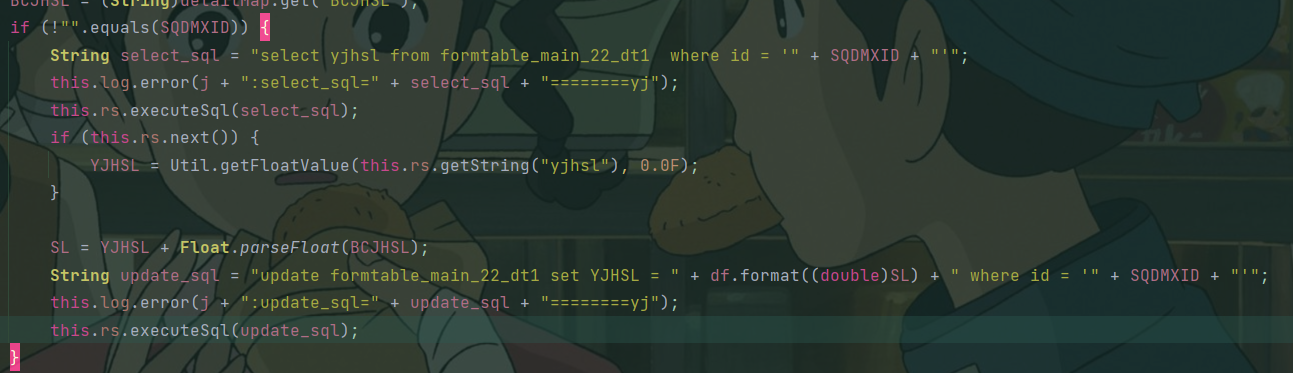 BCJHSL = (String)detailMap.get("BCJHSL");
if (!"".equals(SQDMXID)) {
    String select_sql = "select yjhsl from formtable_main_22_dt1  where id = '" + SQDMXID + "'";
    this.log.error(j + ":select_sql=" + select_sql + "========yj");
    this.rs.executeSql(select_sql);
    if (this.rs.next()) {
        YJHSL = Util.getFloatValue(this.rs.getString("yjhsl"), 0.0F);
    }
    SL = YJHSL + Float.parseFloat(BCJHSL);
    String update_sql = "update formtable_main_22_dt1 set YJHSL = " + df.format((double)SL) + " where id = '" + SQDMXID + "'";
    this.log.error(j + ":update_sql=" + update_sql + "========yj");
    this.rs.executeSql(update_sql);
}